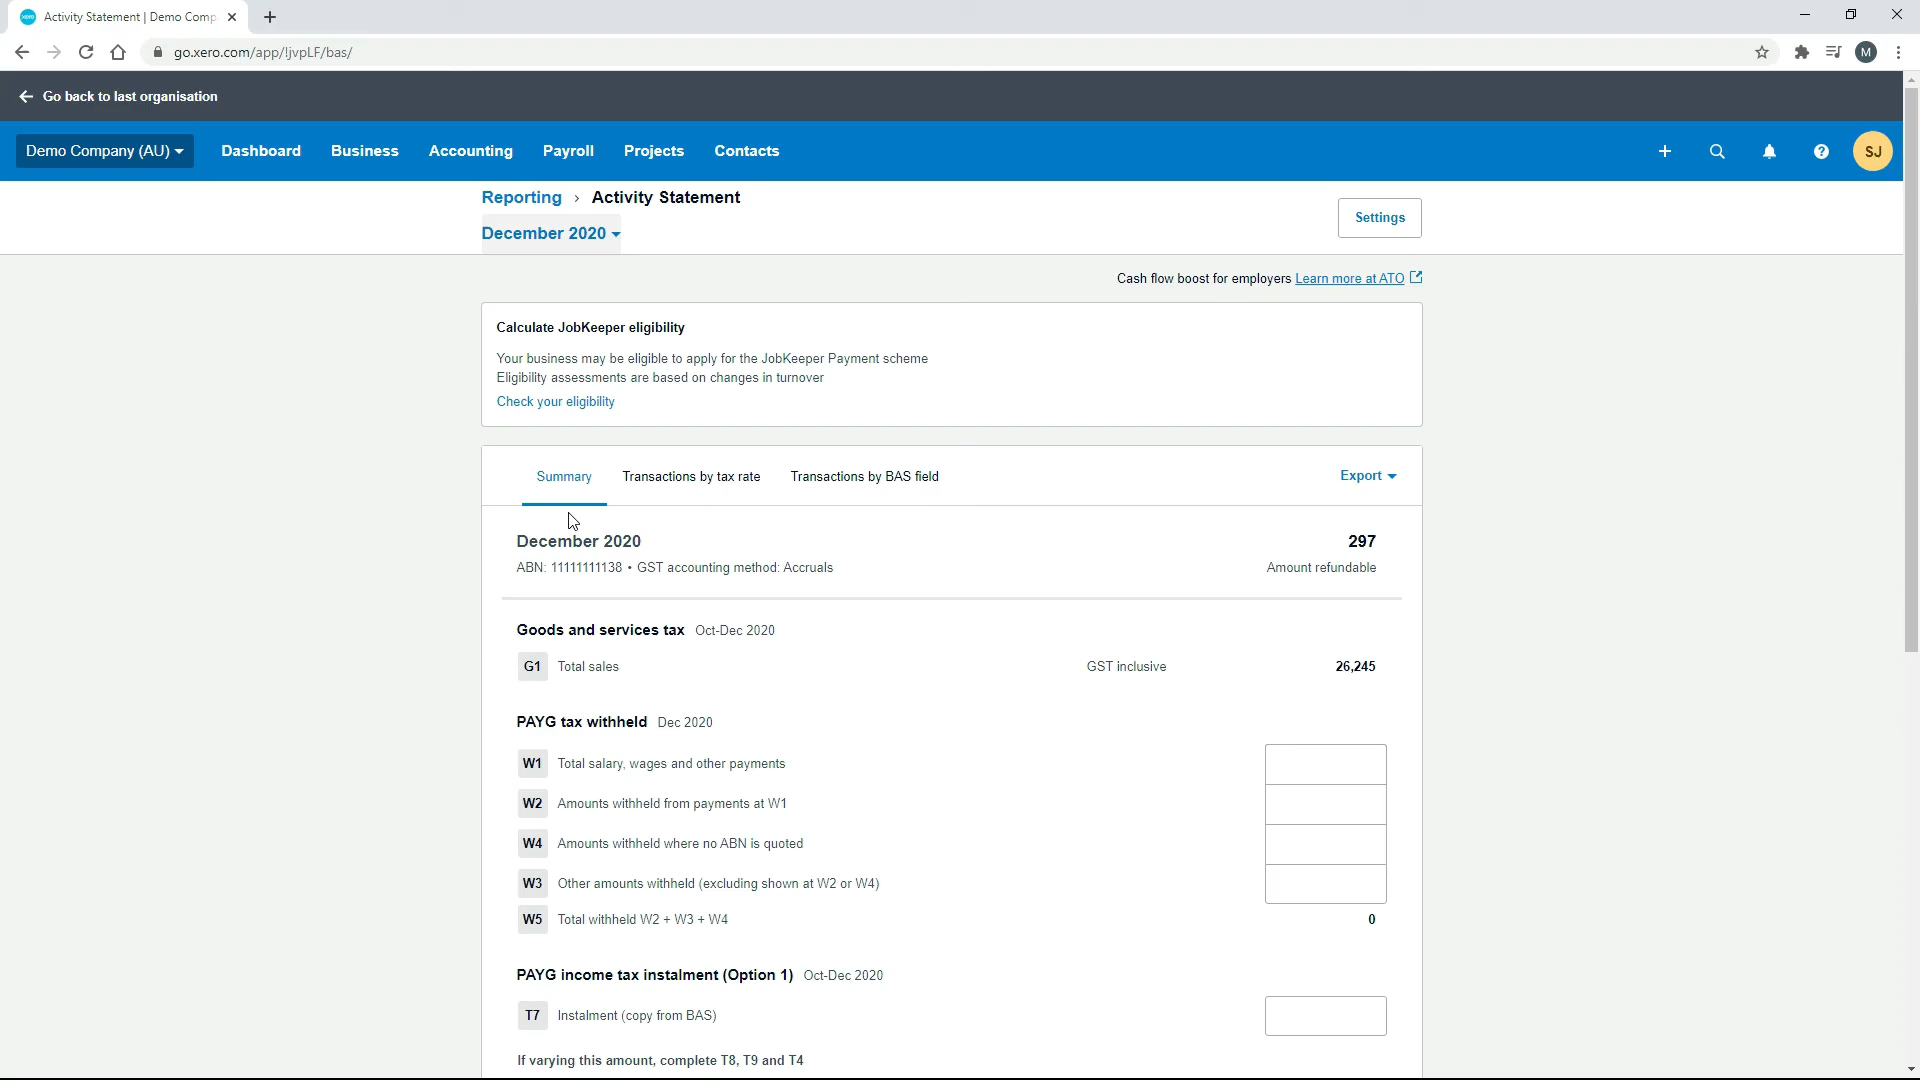 Activity Statement | Demo Comp
go.xero.com/app/!jvpLF/bas/
M
Go back to last organisation
Demo Company (AU)
Dashboard
Business
Accounting
Payroll
Projects
Contacts
SJ
Reporting › Activity Statement
December 2020
Settings
Cash flow boost for employers Learn more at ATO
Calculate JobKeeper eligibility
Your business may be eligible to apply for the JobKeeper Payment scheme
Eligibility assessments are based on changes in turnover
Check your eligibility
Summary
Transactions by tax rate
Transactions by BAS field
Export
December 2020 297
ABN: 11111111138 • GST accounting method: Accruals Amount refundable
Goods and services tax Oct-Dec 2020
G1 Total sales GST inclusive 26,245
PAYG tax withheld Dec 2020
W1 Total salary, wages and other payments
W2 Amounts withheld from payments at W1
W4 Amounts withheld where no ABN is quoted
W3 Other amounts withheld (excluding shown at W2 or W4)
W5 Total withheld W2 + W3 + W4 0
PAYG income tax instalment (Option 1) Oct-Dec 2020
T7 Instalment (copy from BAS)
If varying this amount, complete T8, T9 and T4